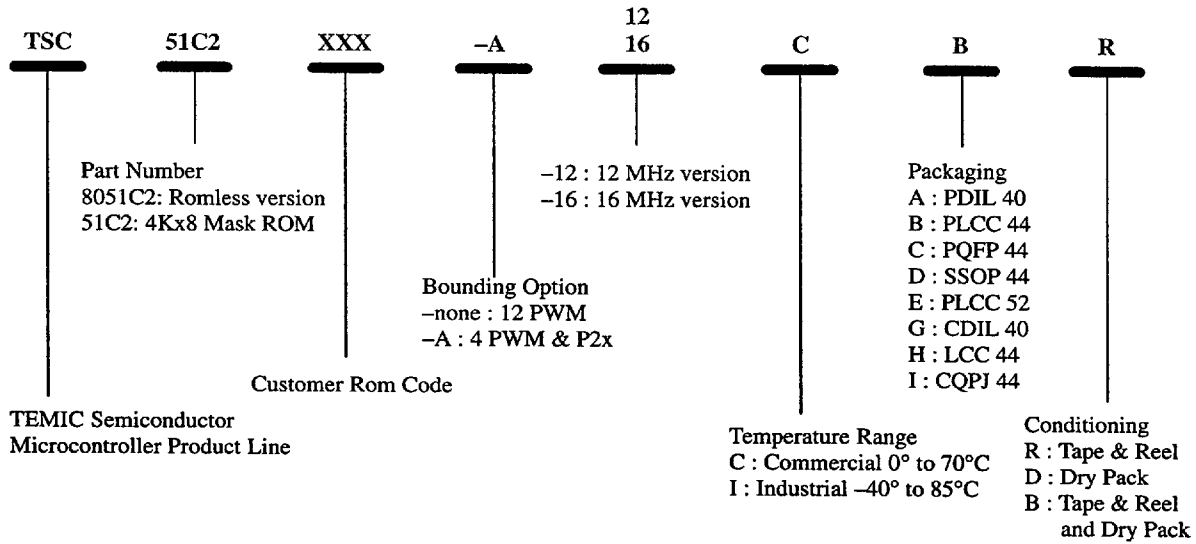 12
TSC 51C2 XXX –A 16 C B R
Part Number
8051C2: Romless version
51C2: 4Kx8 Mask ROM
–12 : 12 MHz version
–16 : 16 MHz version
Packaging
A : PDIL 40
B : PLCC 44
C : PQFP 44
D : SSOP 44
E : PLCC 52
G : CDIL 40
H : LCC 44
I : CQPJ 44
Bounding Option
–none : 12 PWM
–A : 4 PWM & P2x
Customer Rom Code
TEMIC Semiconductor
Microcontroller Product Line
Temperature Range
C : Commercial 0° to 70°C
I : Industrial –40° to 85°C
Conditioning
R : Tape & Reel
D : Dry Pack
B : Tape & Reel
and Dry Pack